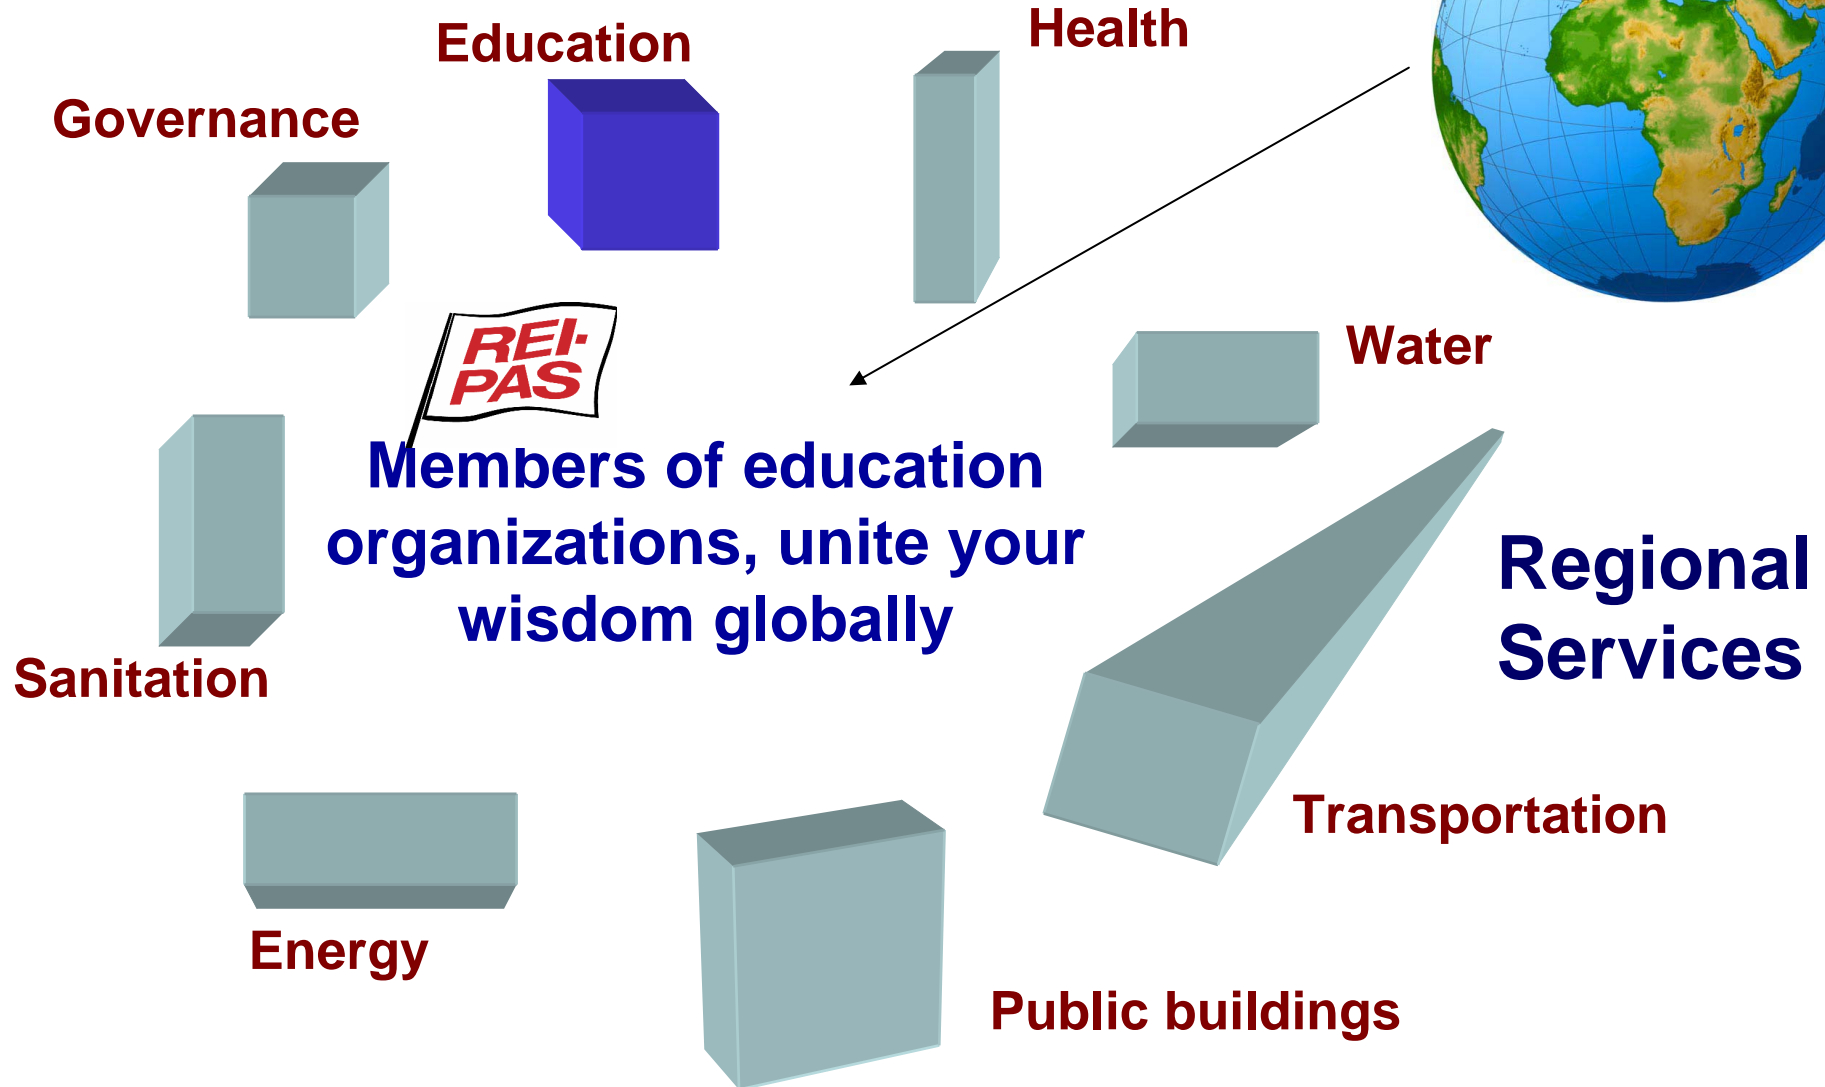 Health
Education
Governance
REI-
PAS
Water
Members of education
organizations, unite your
wisdom globally
Regional
Services
Sanitation
Transportation
Energy
Public buildings